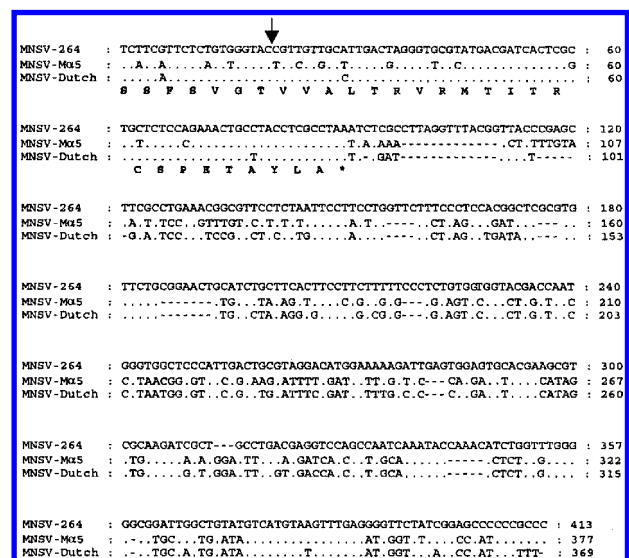 MNSV-264 : TCTTCGTTCTCTGTGGGTACCGTTGTTGCATTGACTAGGGTGCGTATGACGATCACTCGC : 60
MNSV-Mα5 : ..A..A.....A..T.....T..C..G..T......G.....T..C.............G : 60
MNSV-Dutch : .....A........................C............................. : 60
S S F S V G T V V A L T R V R M T I T R
MNSV-264 : TGCTCTCCAGAAACTGCCTACCTCGCCTAAATCTCGCCTTAGGTTTACGGTTACCCGAGC : 120
MNSV-Mα5 : ..T.....C.....................T.A.AAA-------------.CT.TTTGTA : 107
MNSV-Dutch : .................T............T.-GAT--------------....T.----- : 101
C S P E T A Y L A *
MNSV-264 : TTCGCCTGAAACGGCGTTCCTCTAATTCCTTCCTGGTTCTTTCCCTCCACGGCTCGCGTG : 180
MNSV-Mα5 : .A.T.TCC..GTTTGT.CT.T.T.....A.T..----...CT.AG...GAT....---.. : 160
MNSV-Dutch : -G.A.TCC...TCCG..CT.C..TG.....A....----...CT.AG..TGATA..---.. : 153
MNSV-264 : TTCTGCGGAACTGCATCTGCTTCACTTCCTTCTTTTTCCCTCTGTGGTGGTACGACCAAT : 240
MNSV-Mα5 : .....-------.TG...TA.AG.T....C.G..G.G---G.AGT.C...CT.G.T..C : 210
MNSV-Dutch : .....-------.TG..CTA.AGG.G.....G.CG.G---G.AGT.C...CT.G.T..C : 203
MNSV-264 : GGGTGGCTCCCATTGACTGCGTAGGACATGGAAAAAGATTGAGTGGAGTGCACGAAGCGT : 300
MNSV-Mα5 : C.TAACGG.GT..C.G.AAG.ATTTT.GAT..TT.G.T.C---CA.GA..T....CATAG : 267
MNSV-Dutch : C.TAATGG.GT..C.G..TG.ATTTC.GAT..TTTG.C.C---C..GA..T....CATAG : 260
MNSV-264 : CGCAAGATCGCT---GCCTGACGAGGTCCAGCCAATCAAATACCAAACATCTGGTTTGGG : 357
MNSV-Mα5 : .TG.....A.A.GGA.TT...A.GATCA.C..T.GCA.....-----.CTCT..G..... : 322
MNSV-Dutch : .TG.....G.T.GGA.TT..GT.GACCA.C..T.GCA.....-----.CTCT..G..... : 315
MNSV-264 : GGCGGATTGGCTGTATGTCATGTAAGTTTGAGGGGTTCTATCGGAGCCCCCCGCCC : 413
MNSV-Mα5 : .-..TGC...TG.ATA..............AT.GGT.T....A..CC.AT...... : 377
MNSV-Dutch : .-..TGC.A.TG.ATA........T.....AT.GGT...A..CC.AT...TTT- : 369